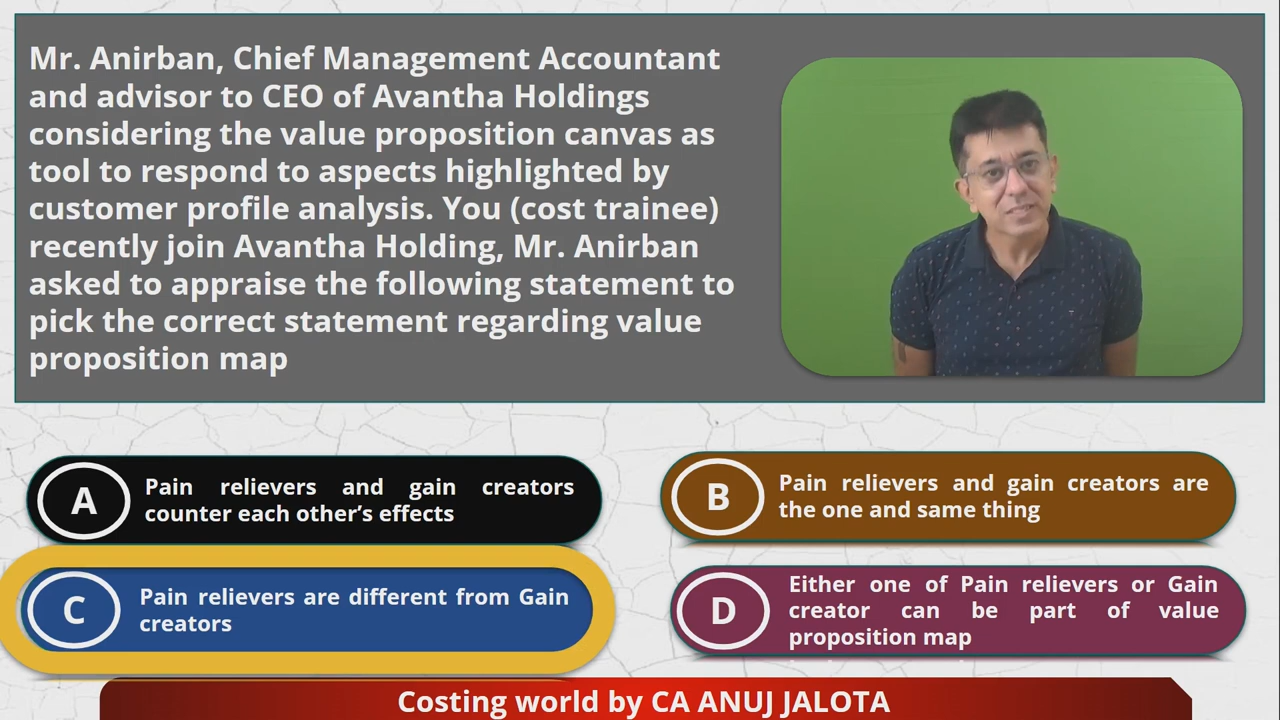 Mr. Anirban, Chief Management Accountant
and advisor to CEO of Avantha Holdings
considering the value proposition canvas as
tool to respond to aspects highlighted by
customer profile analysis. You (cost trainee)
recently join Avantha Holding, Mr. Anirban
asked to appraise the following statement to
pick the correct statement regarding value
proposition map
A
Pain relievers and gain creators
counter each other’s effects
B
Pain relievers and gain creators are
the one and same thing
C
Pain relievers are different from Gain
creators
D
Either one of Pain relievers or Gain
creator can be part of value
proposition map
Costing world by CA ANUJ JALOTA